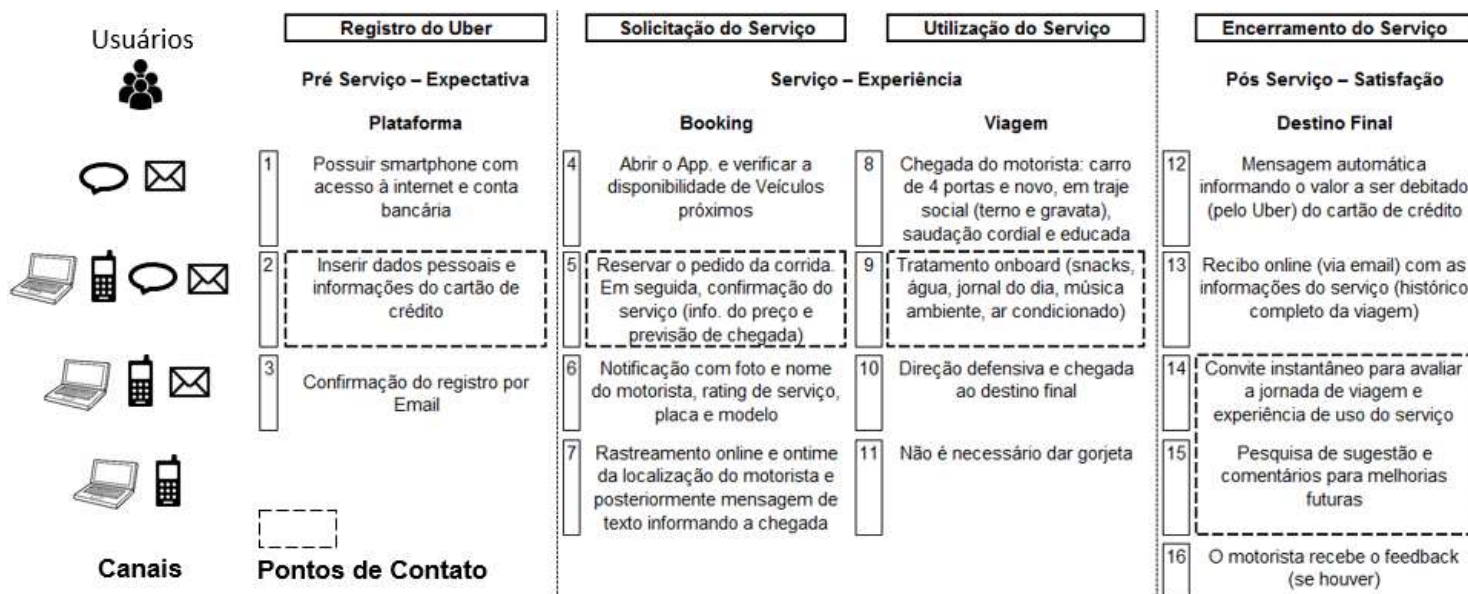 Usuários
Canais
Registro do Uber
Pré Serviço – Expectativa
Plataforma
1
Possuir smartphone com
acesso à internet e conta
bancária
2
Inserir dados pessoais e
informações do cartão de
crédito
3
Confirmação do registro por
Email
Pontos de Contato
Solicitação do Serviço
Utilização do Serviço
Serviço – Experiência
Booking
4
Abrir o App. e verificar a
disponibilidade de Veículos
próximos
5
Reservar o pedido da corrida.
Em seguida, confirmação do
serviço (info. do preço e
previsão de chegada)
6
Notificação com foto e nome
do motorista, rating de serviço,
placa e modelo
7
Rastreamento online e ontime
da localização do motorista e
posteriormente mensagem de
texto informando a chegada
Viagem
8
Chegada do motorista: carro
de 4 portas e novo, em traje
social (terno e gravata),
saudação cordial e educada
9
Tratamento onboard (snacks,
água, jornal do dia, música
ambiente, ar condicionado)
10
Direção defensiva e chegada
ao destino final
11
Não é necessário dar gorjeta
Encerramento do Serviço
Pós Serviço – Satisfação
Destino Final
12
Mensagem automática
informando o valor a ser debitado
(pelo Uber) do cartão de crédito
13
Recibo online (via email) com as
informações do serviço (histórico
completo da viagem)
14
Convite instantâneo para avaliar
a jornada de viagem e
experiência de uso do serviço
15
Pesquisa de sugestão e
comentários para melhorias
futuras
16
O motorista recebe o feedback
(se houver)